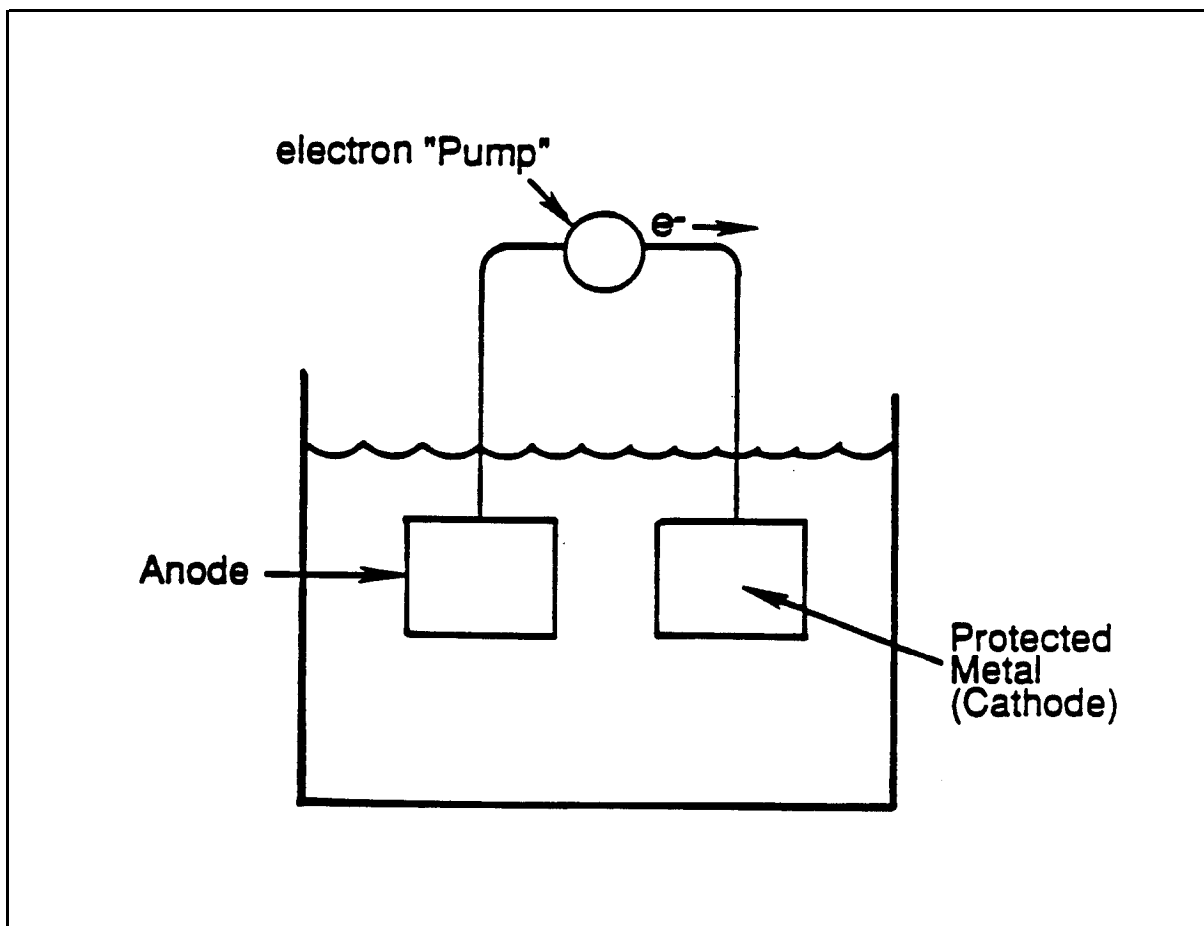 electron "Pump"
e-
Anode
Protected
Metal
(Cathode)